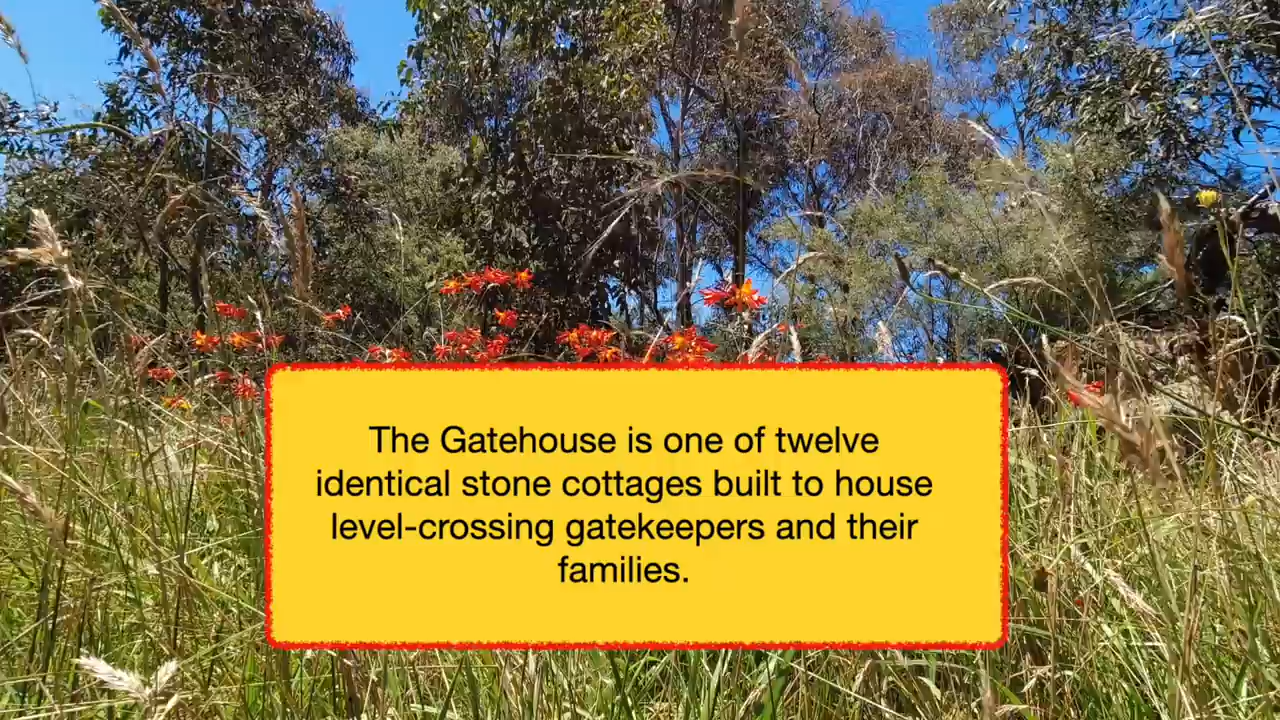 The Gatehouse is one of twelve
identical stone cottages built to house
level-crossing gatekeepers and their
families.